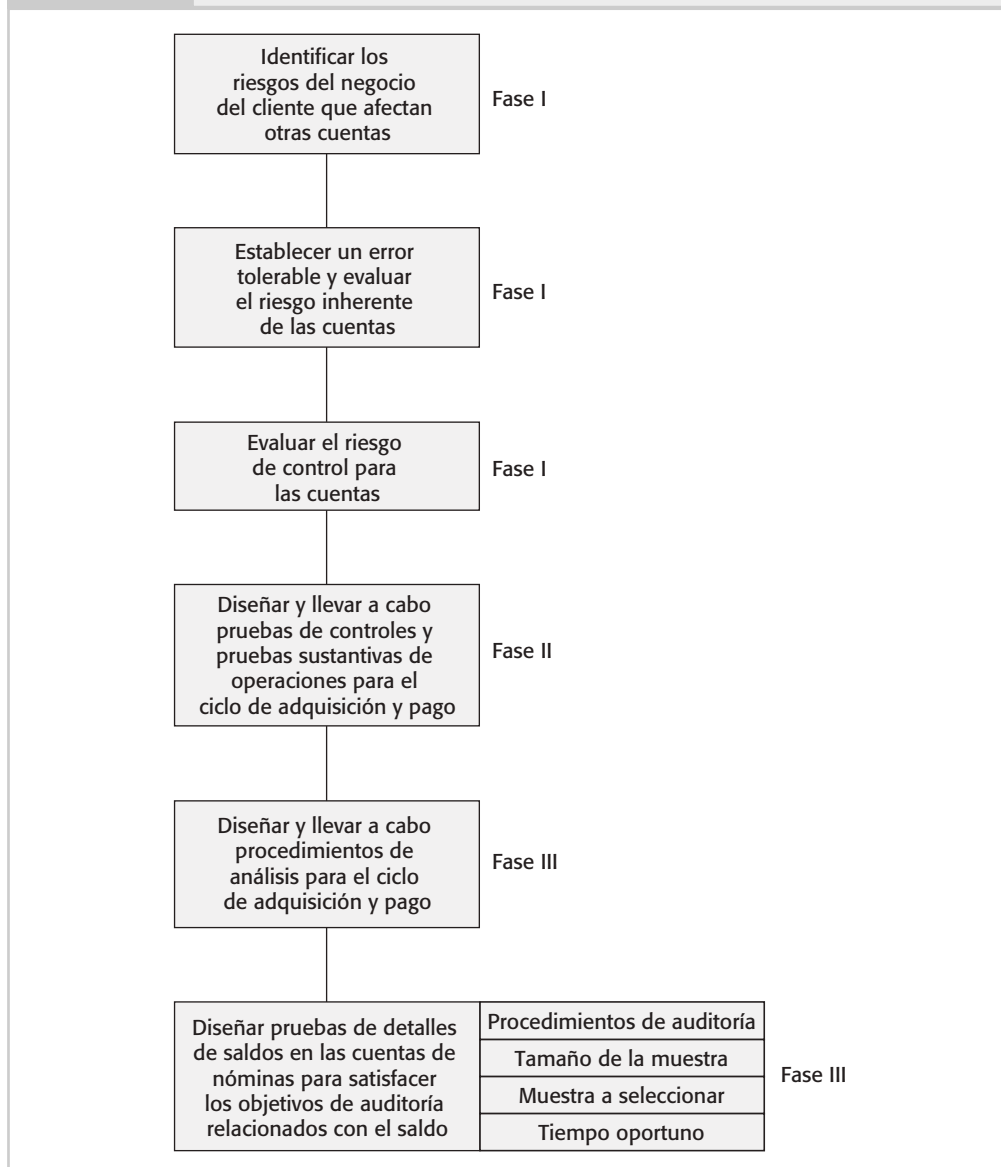 Identificar los
riesgos del negocio
del cliente que afectan
otras cuentas
Fase I
Establecer un error
tolerable y evaluar
el riesgo inherente
de las cuentas
Fase I
Evaluar el riesgo
de control para
las cuentas
Fase I
Diseñar y llevar a cabo
pruebas de controles y
pruebas sustantivas de
operaciones para el
ciclo de adquisición y pago
Fase II
Diseñar y llevar a cabo
procedimientos de
análisis para el ciclo
de adquisición y pago
Fase III
Diseñar pruebas de detalles
de saldos en las cuentas de
nóminas para satisfacer
los objetivos de auditoría
relacionados con el saldo
Procedimientos de auditoría
Tamaño de la muestra
Muestra a seleccionar
Tiempo oportuno
Fase III